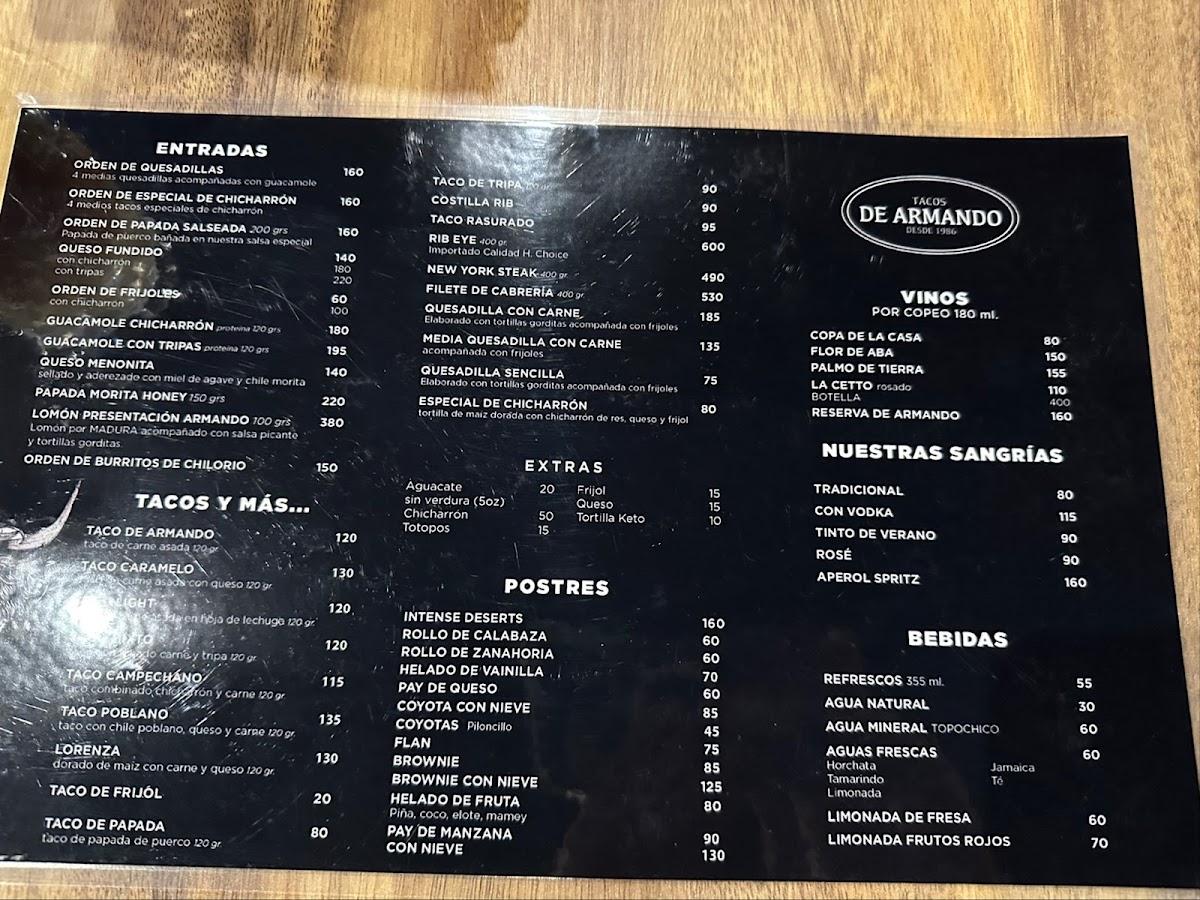 ENTRADAS
ORDEN DE QUESADILLAS 160
4 medias quesadillas acompañadas con guacamole
ORDEN DE ESPECIAL DE CHICHARRÓN 160
4 medios tacos especiales de chicharrón
ORDEN DE PAPADA SALSEADA 200 grs 160
Papada de puerco bañada en nuestra salsa especial
QUESO FUNDIDO 140
con chicharrón 180
con tripas 220
ORDEN DE FRIJOLES 60
con chicharrón 100
GUACAMOLE CHICHARRÓN proteína 120 grs 180
GUACAMOLE CON TRIPAS proteína 120 grs 195
QUESO MENONITA 140
sellado y aderezado con miel de agave y chile morita
PAPADA MORITA HONEY 150 grs 220
LOMÓN PRESENTACIÓN ARMANDO 100 grs 380
Lomón por MADURA acompañado con salsa picante
y tortillas gorditas.
ORDEN DE BURRITOS DE CHILORIO 150
TACOS Y MÁS...
TACO DE ARMANDO 120
taco de carne asada 120 gr.
TACO CARAMELO 130
carne asada con queso 120 gr.
LIGHT 120
en hoja de lechuga 120 gr.
120
carne y tripa 120 gr.
TACO CAMPECHANO 115
taco combinado chicharrón y carne 120 gr.
TACO POBLANO 135
taco con chile poblano, queso y carne 120 gr.
LORENZA 130
dorado de maiz con carne y queso 120 gr.
TACO DE FRIJÓL 20
TACO DE PAPADA 80
taco de papada de puerco 120 gr.
TACO DE TRIPA 90
COSTILLA RIB 90
TACO RASURADO 95
RIB EYE 400 gr. 600
Importado Calidad H. Choice
NEW YORK STEAK 400 gr. 490
FILETE DE CABRERÍA 400 gr. 530
QUESADILLA CON CARNE 185
Elaborado con tortillas gorditas acompañada con frijoles
MEDIA QUESADILLA CON CARNE 135
acompañada con frijoles
QUESADILLA SENCILLA 75
Elaborado con tortillas gorditas acompañada con frijoles
ESPECIAL DE CHICHARRÓN 80
tortilla de maiz dorada con chicharrón de res, queso y frijol
EXTRAS
Aguacate 20
sin verdura (5oz)
Chicharrón 50
Totopos 15
Frijol 15
Queso 15
Tortilla Keto 10
POSTRES
INTENSE DESERTS 160
ROLLO DE CALABAZA 60
ROLLO DE ZANAHORIA 60
HELADO DE VAINILLA 70
PAY DE QUESO 60
COYOTA CON NIEVE 85
COYOTAS Piloncillo 45
FLAN 75
BROWNIE 85
BROWNIE CON NIEVE 125
HELADO DE FRUTA 80
Piña, coco, elote, mamey
PAY DE MANZANA 90
CON NIEVE 130
TACOS
DE ARMANDO
DESDE 1986
VINOS
POR COPEO 180 ml.
COPA DE LA CASA 80
FLOR DE ABA 150
PALMO DE TIERRA 155
LA CETTO rosado 110
BOTELLA 400
RESERVA DE ARMANDO 160
NUESTRAS SANGRÍAS
TRADICIONAL 80
CON VODKA 115
TINTO DE VERANO 90
ROSÉ 90
APEROL SPRITZ 160
BEBIDAS
REFRESCOS 355 ml. 55
AGUA NATURAL 30
AGUA MINERAL TOPOCHICO 60
AGUAS FRESCAS 60
Horchata Jamaica
Tamarindo Té
Limonada
LIMONADA DE FRESA 60
LIMONADA FRUTOS ROJOS 70